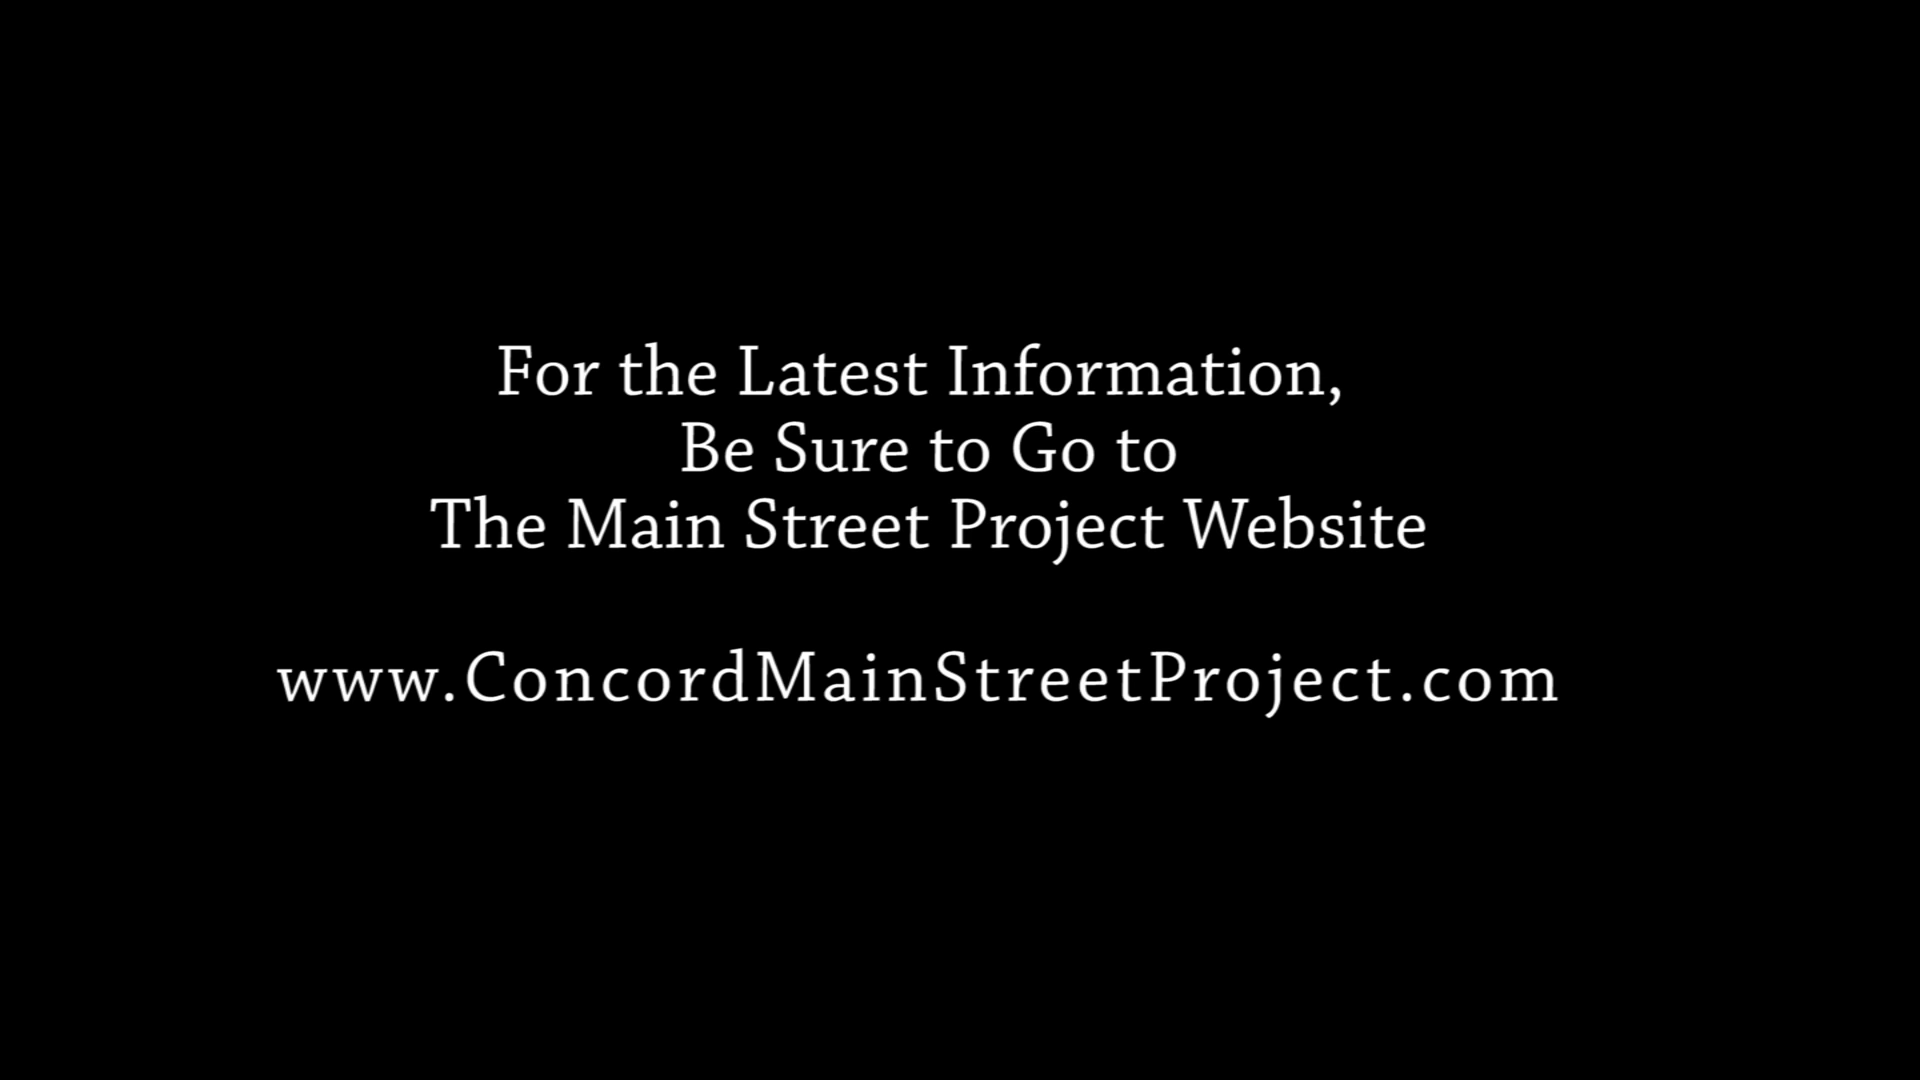 For the Latest Information,
Be Sure to Go to
The Main Street Project Website
www.ConcordMainStreetProject.com